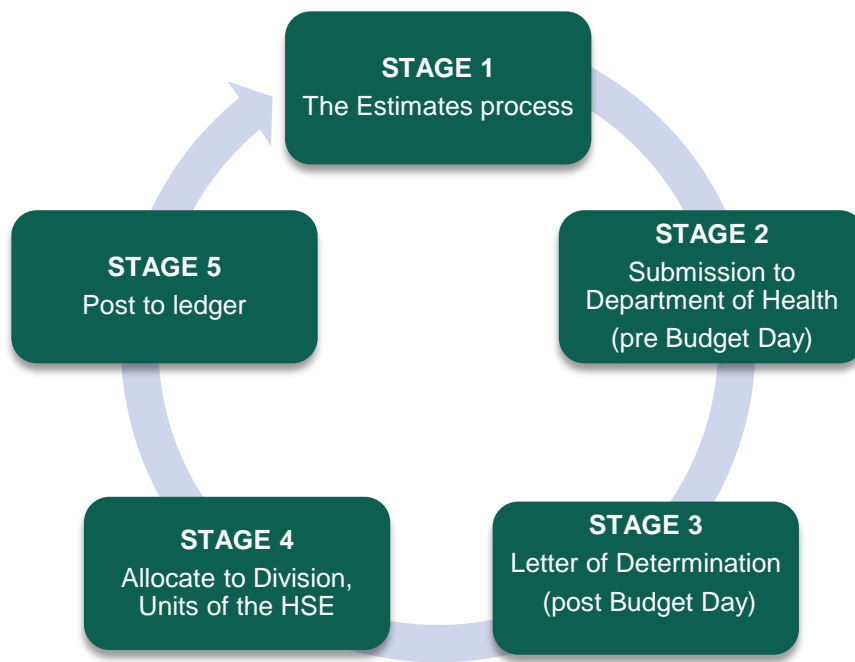 STAGE 1
The Estimates process
STAGE 2
Submission to
Department of Health
(pre Budget Day)
STAGE 3
Letter of Determination
(post Budget Day)
STAGE 4
Allocate to Division,
Units of the HSE
STAGE 5
Post to ledger